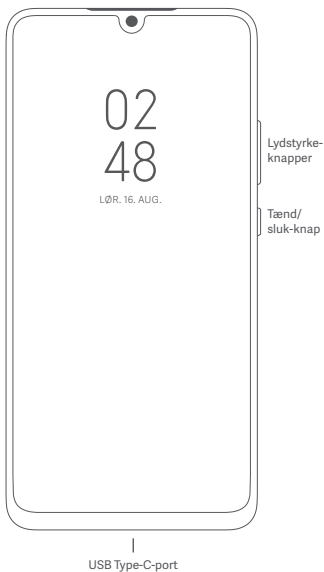 02
48
LØR. 16. AUG.
Lydstyrke-
knapper
Tænd/
sluk-knap
USB Type-C-port